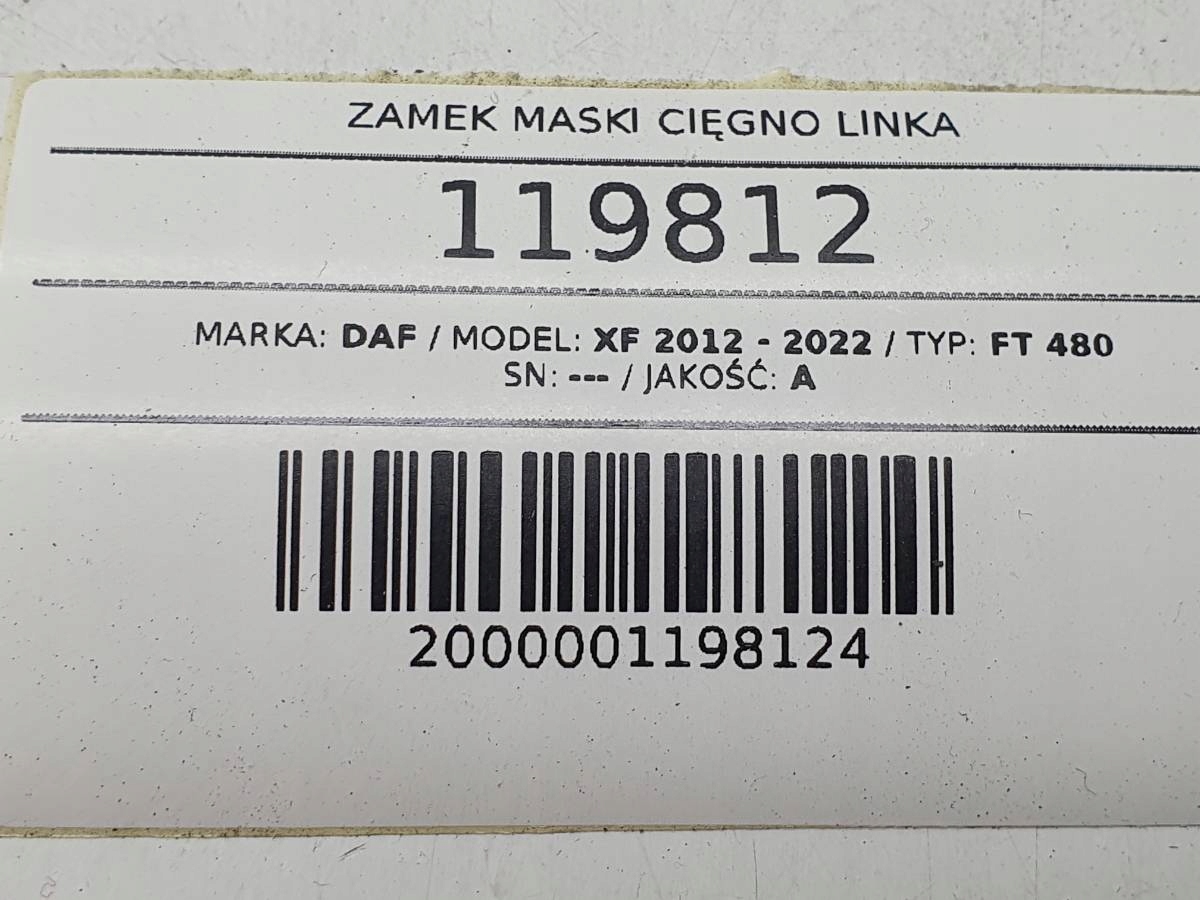 ZAMEK MASKI CIĘGNO LINKA
119812
MARKA: DAF / MODEL: XF 2012 - 2022 / TYP: FT 480
SN: --- / JAKOŚĆ: A
2000001198124